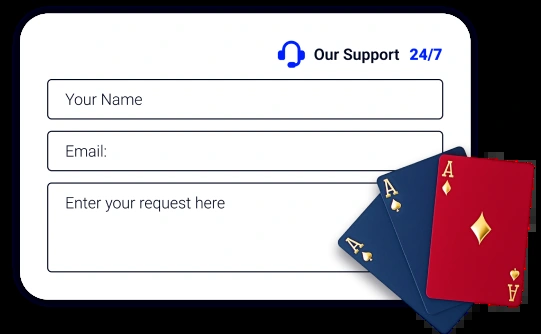 Our Support 24/7
Your Name
Email:
Enter your request here
A
A
A
A